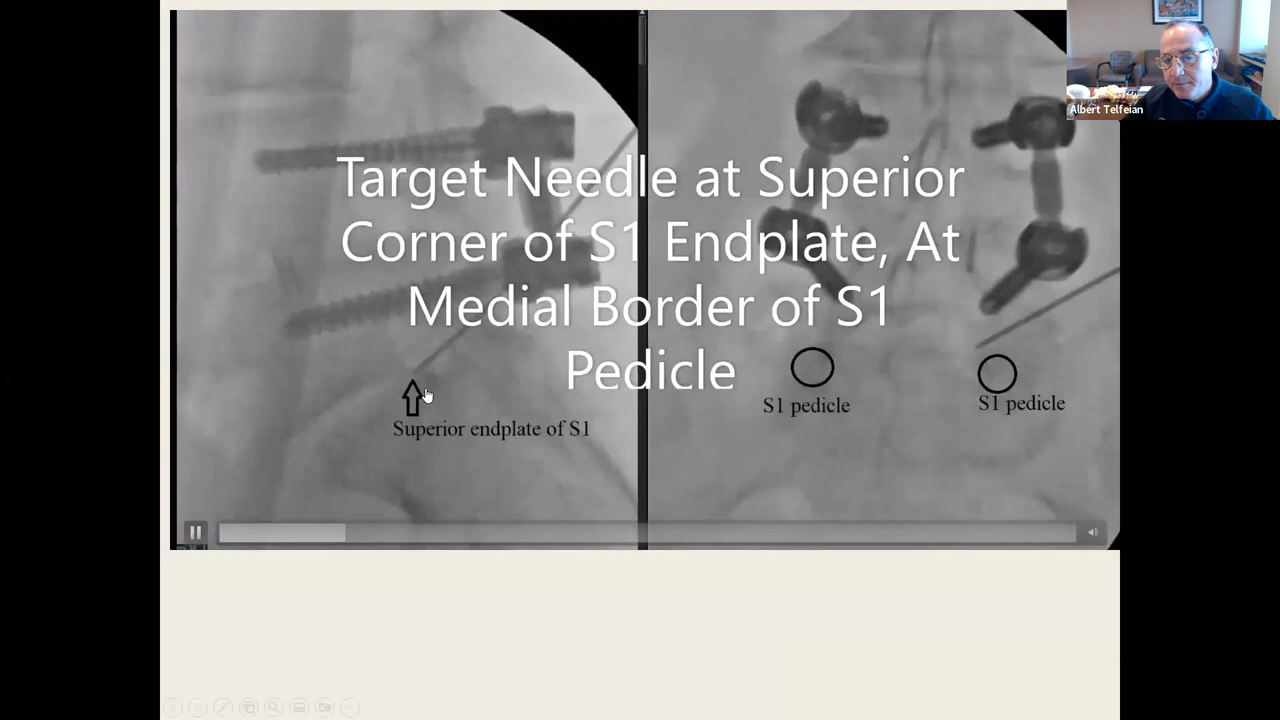 Albert Telfeian
Target Needle at Superior
Corner of S1 Endplate, At
Medial Border of S1
Pedicle
S1 pedicle
S1 pedicle
Superior endplate of S1